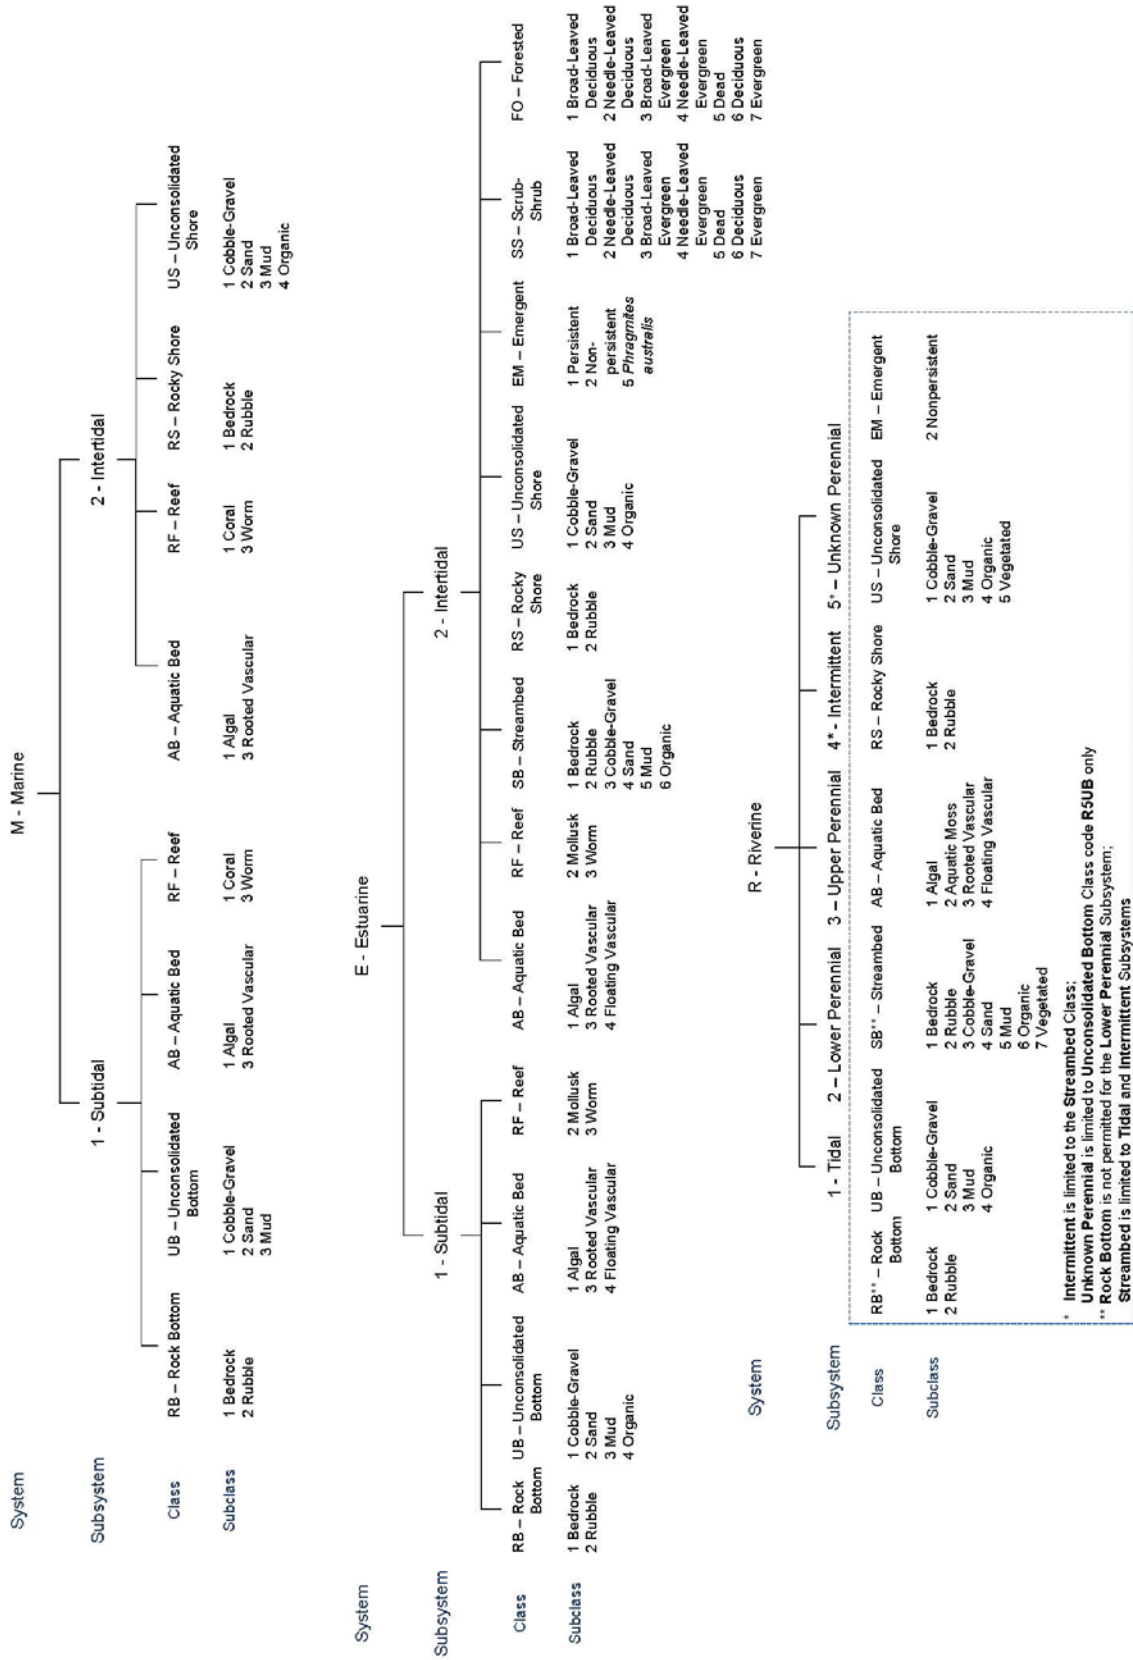 System
M - Marine
Subsystem
1 - Subtidal
2 - Intertidal
Class
RB – Rock Bottom
UB – Unconsolidated
Bottom
AB – Aquatic Bed
RF – Reef
AB – Aquatic Bed
RF – Reef
RS – Rocky Shore
US – Unconsolidated
Shore
Subclass
1 Bedrock
2 Rubble
1 Cobble-Gravel
2 Sand
3 Mud
1 Algal
3 Rooted Vascular
1 Coral
3 Worm
1 Algal
3 Rooted Vascular
1 Coral
3 Worm
1 Bedrock
2 Rubble
1 Cobble-Gravel
2 Sand
3 Mud
4 Organic
System
E - Estuarine
Subsystem
1 - Subtidal
2 - Intertidal
Class
RB – Rock
Bottom
UB – Unconsolidated
Bottom
AB – Aquatic Bed
RF – Reef
AB – Aquatic Bed
RF – Reef
SB – Streambed
RS – Rocky
Shore
US – Unconsolidated
Shore
EM – Emergent
SS – Scrub-
Shrub
FO – Forested
Subclass
1 Bedrock
2 Rubble
1 Cobble-Gravel
2 Sand
3 Mud
4 Organic
1 Algal
3 Rooted Vascular
4 Floating Vascular
2 Mollusk
3 Worm
1 Algal
3 Rooted Vascular
4 Floating Vascular
2 Mollusk
3 Worm
1 Bedrock
2 Rubble
3 Cobble-Gravel
4 Sand
5 Mud
6 Organic
1 Bedrock
2 Rubble
1 Cobble-Gravel
2 Sand
3 Mud
4 Organic
1 Persistent
2 Non-
persistent
5 Phragmites
australis
1 Broad-Leaved
Deciduous
2 Needle-Leaved
Deciduous
3 Broad-Leaved
Evergreen
4 Needle-Leaved
Evergreen
5 Dead
6 Deciduous
7 Evergreen
1 Broad-Leaved
Deciduous
2 Needle-Leaved
Deciduous
3 Broad-Leaved
Evergreen
4 Needle-Leaved
Evergreen
5 Dead
6 Deciduous
7 Evergreen
System
R - Riverine
Subsystem
1 - Tidal
2 – Lower Perennial
3 – Upper Perennial
4* - Intermittent
5* – Unknown Perennial
Class
RB** – Rock
Bottom
UB – Unconsolidated
Bottom
SB** – Streambed
AB – Aquatic Bed
RS – Rocky Shore
US – Unconsolidated
Shore
EM – Emergent
Subclass
1 Bedrock
2 Rubble
1 Cobble-Gravel
2 Sand
3 Mud
4 Organic
1 Bedrock
2 Rubble
3 Cobble-Gravel
4 Sand
5 Mud
6 Organic
7 Vegetated
1 Algal
2 Aquatic Moss
3 Rooted Vascular
4 Floating Vascular
1 Bedrock
2 Rubble
1 Cobble-Gravel
2 Sand
3 Mud
4 Organic
5 Vegetated
2 Nonpersistent
* Intermittent is limited to the Streambed Class;
Unknown Perennial is limited to Unconsolidated Bottom Class code R5UB only
** Rock Bottom is not permitted for the Lower Perennial Subsystem;
Streambed is limited to Tidal and Intermittent Subsystems